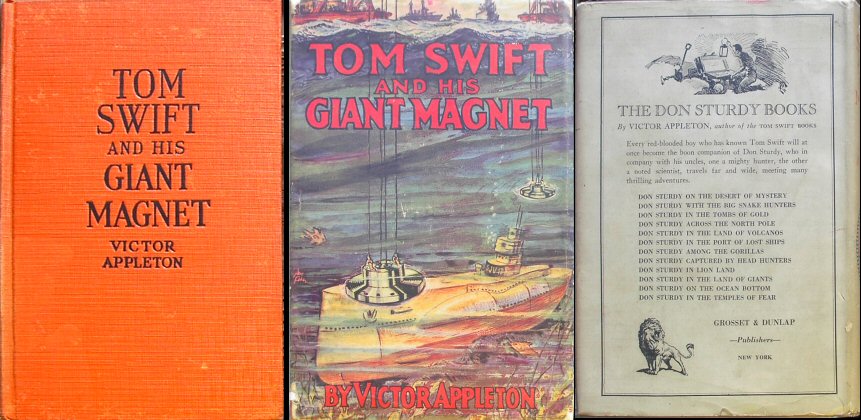 TOM
SWIFT
AND HIS
GIANT
MAGNET
VICTOR
APPLETON
TOM SWIFT
AND HIS
GIANT MAGNET
BY VICTOR APPLETON
THE DON STURDY BOOKS
By VICTOR APPLETON, author of the TOM SWIFT BOOKS
Every red-blooded boy who has known Tom Swift will at
once become the boon companion of Don Sturdy, who in
company with his uncles, one a mighty hunter, the other
a noted scientist, travels far and wide, meeting many
thrilling adventures.
DON STURDY ON THE DESERT OF MYSTERY
DON STURDY WITH THE BIG SNAKE HUNTERS
DON STURDY IN THE TOMBS OF GOLD
DON STURDY ACROSS THE NORTH POLE
DON STURDY IN THE LAND OF VOLCANOS
DON STURDY IN THE PORT OF LOST SHIPS
DON STURDY AMONG THE GORILLAS
DON STURDY CAPTURED BY HEAD HUNTERS
DON STURDY IN LION LAND
DON STURDY IN THE LAND OF GIANTS
DON STURDY ON THE OCEAN BOTTOM
DON STURDY IN THE TEMPLES OF FEAR
GROSSET & DUNLAP
—Publishers—
NEW YORK